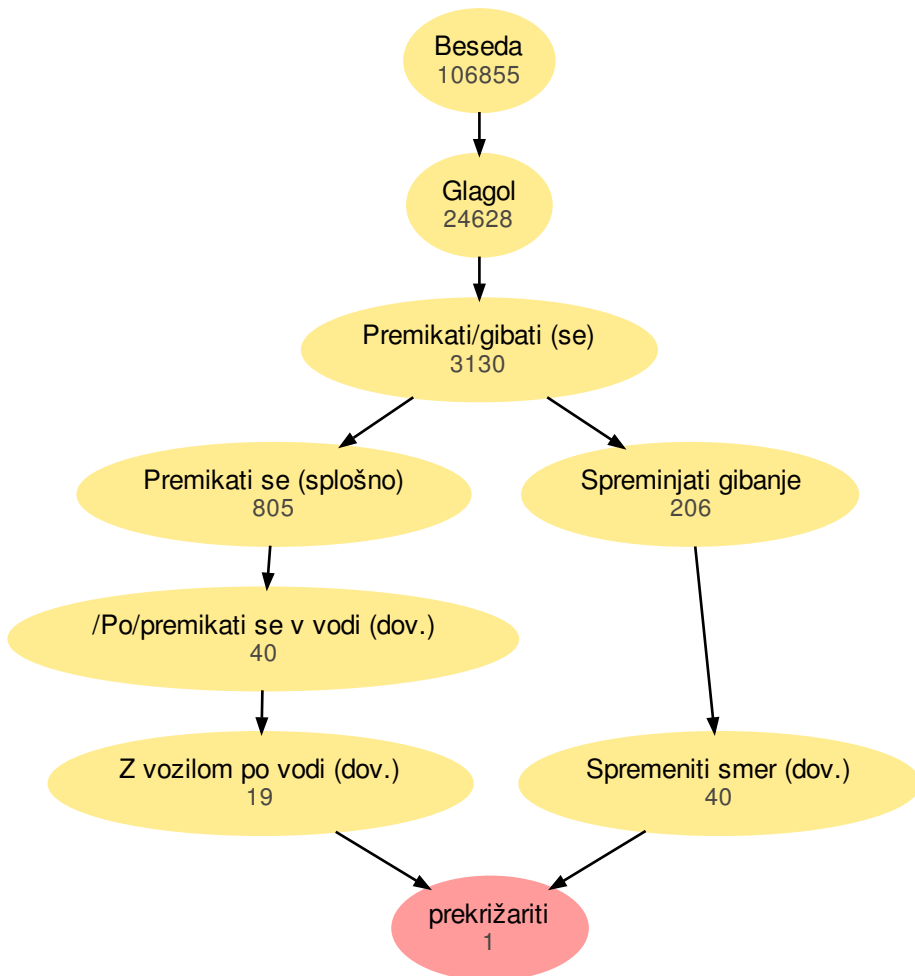 Beseda
106855
Glagol
24628
Premikati/gibati (se)
3130
Premikati se (splošno)
805
Spreminjati gibanje
206
/Po/premikati se v vodi (dov.)
40
Z vozilom po vodi (dov.)
19
Spremeniti smer (dov.)
40
prekrižariti
1